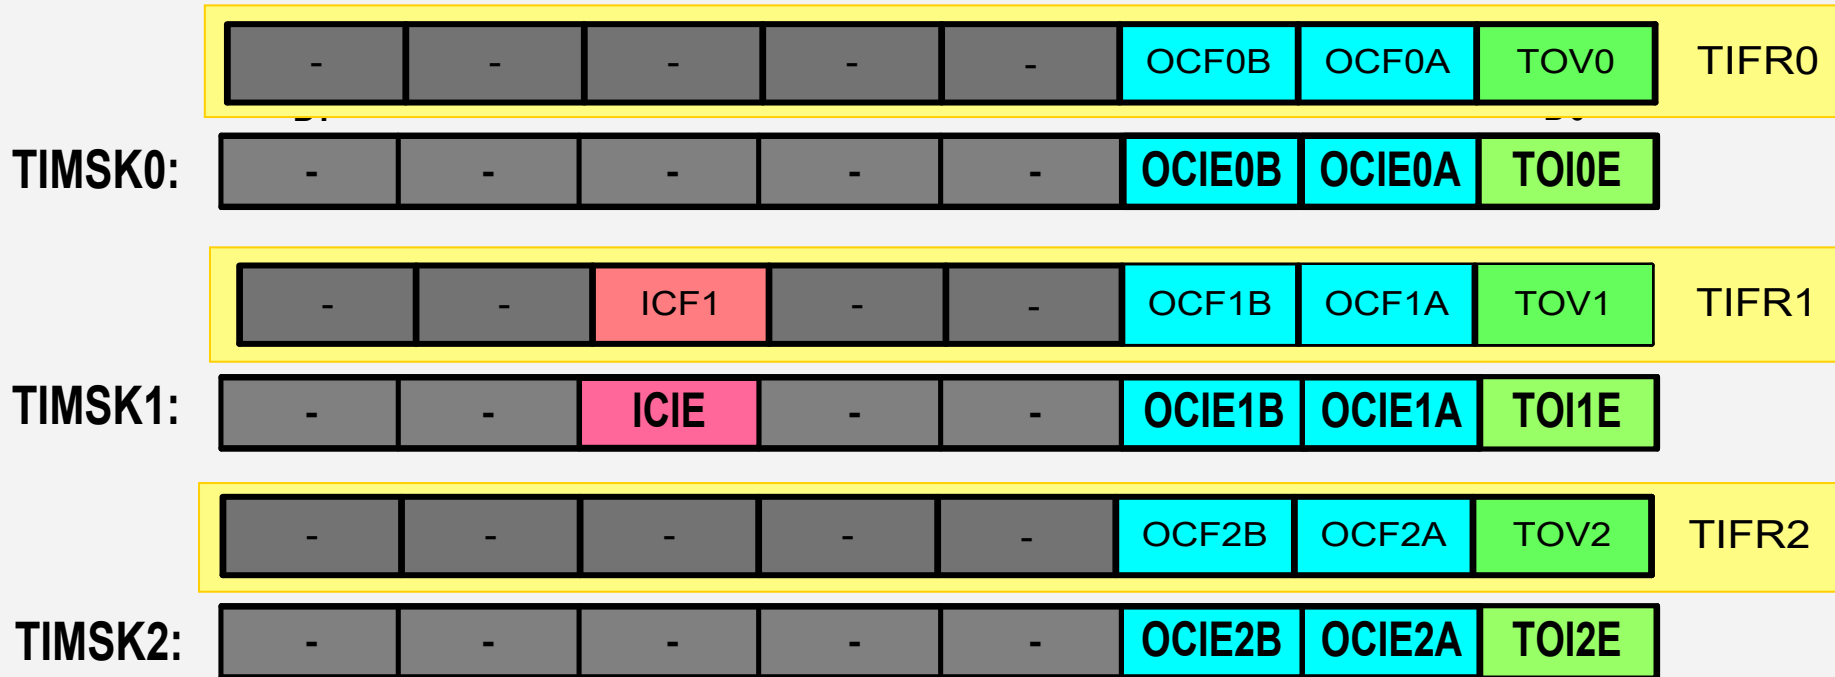 - - - - - OCF0B OCF0A TOV0 TIFR0
TIMSK0: - - - - - OCIE0B OCIE0A TOI0E
- - ICF1 - - OCF1B OCF1A TOV1 TIFR1
TIMSK1: - - ICIE - - OCIE1B OCIE1A TOI1E
- - - - - OCF2B OCF2A TOV2 TIFR2
TIMSK2: - - - - - OCIE2B OCIE2A TOI2E